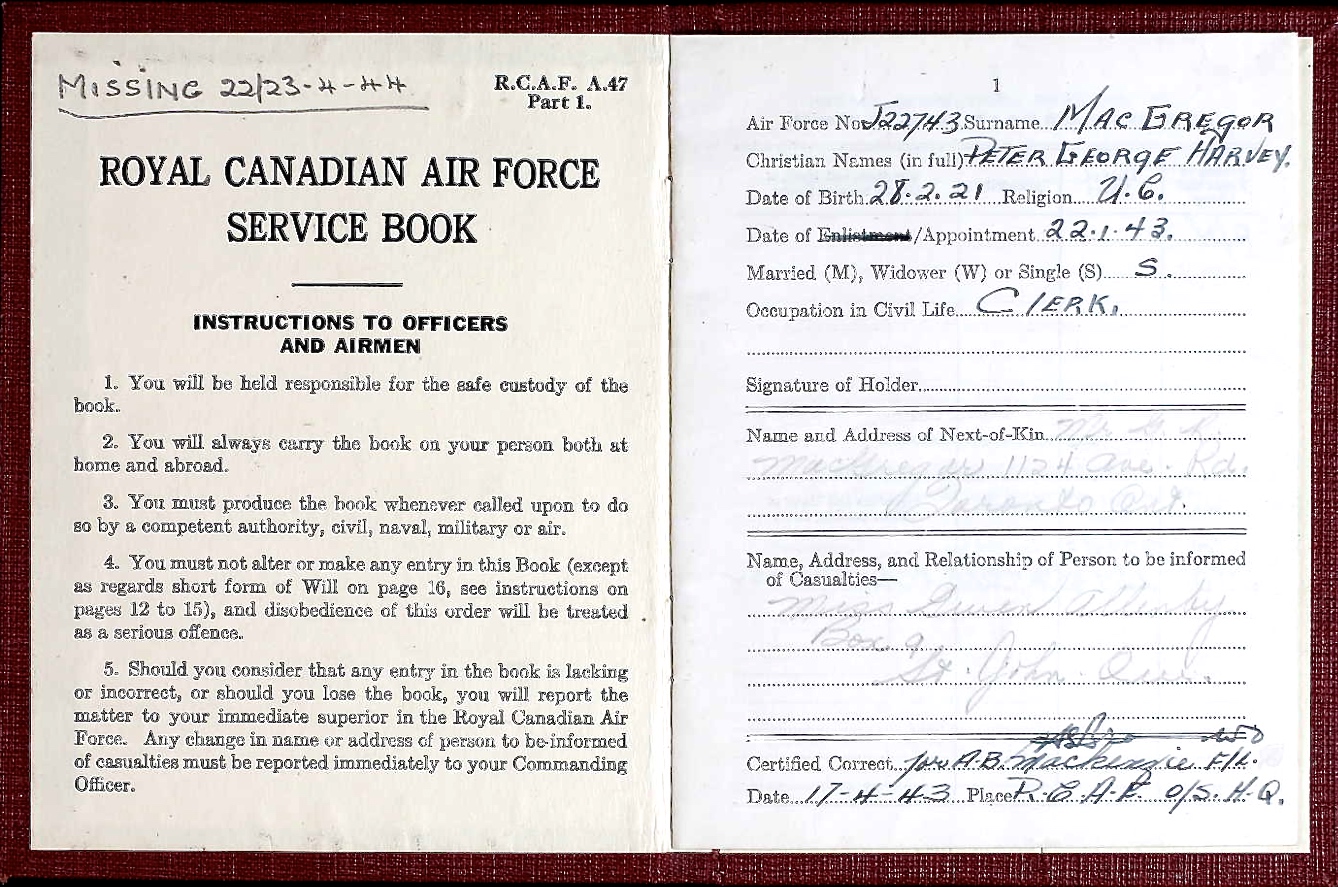 MISSING 22/23-4-44
R.C.A.F. A.47
Part 1.
ROYAL CANADIAN AIR FORCE
SERVICE BOOK
INSTRUCTIONS TO OFFICERS
AND AIRMEN
1. You will be held responsible for the safe custody of the
book.
2. You will always carry the book on your person both at
home and abroad.
3. You must produce the book whenever called upon to do
so by a competent authority, civil, naval, military or air.
4. You must not alter or make any entry in this Book (except
as regards short form of Will on page 16, see instructions on
pages 12 to 15), and disobedience of this order will be treated
as a serious offence.
5. Should you consider that any entry in the book is lacking
or incorrect, or should you lose the book, you will report the
matter to your immediate superior in the Royal Canadian Air
Force. Any change in name or address of person to be informed
of casualties must be reported immediately to your Commanding
Officer.
1
Air Force No. J22743 Surname MAC GREGOR
Christian Names (in full) PETER GEORGE HARVEY.
Date of Birth 28.2.21 Religion U.C.
Date of Enlistment/Appointment 22.1.43.
Married (M), Widower (W) or Single (S) S.
Occupation in Civil Life CLERK.
Signature of Holder
Name and Address of Next-of-Kin Mr G.
MacGregor 1124 Ave. Rd.
Toronto Ont.
Name, Address, and Relationship of Person to be informed
of Casualties—
Miss Gwen
Box. 9
St. John. Que.
Certified Correct for A.B. Mackenzie F/L.
Date 17-4-43 Place R.C.A.F. O/S. H.Q.